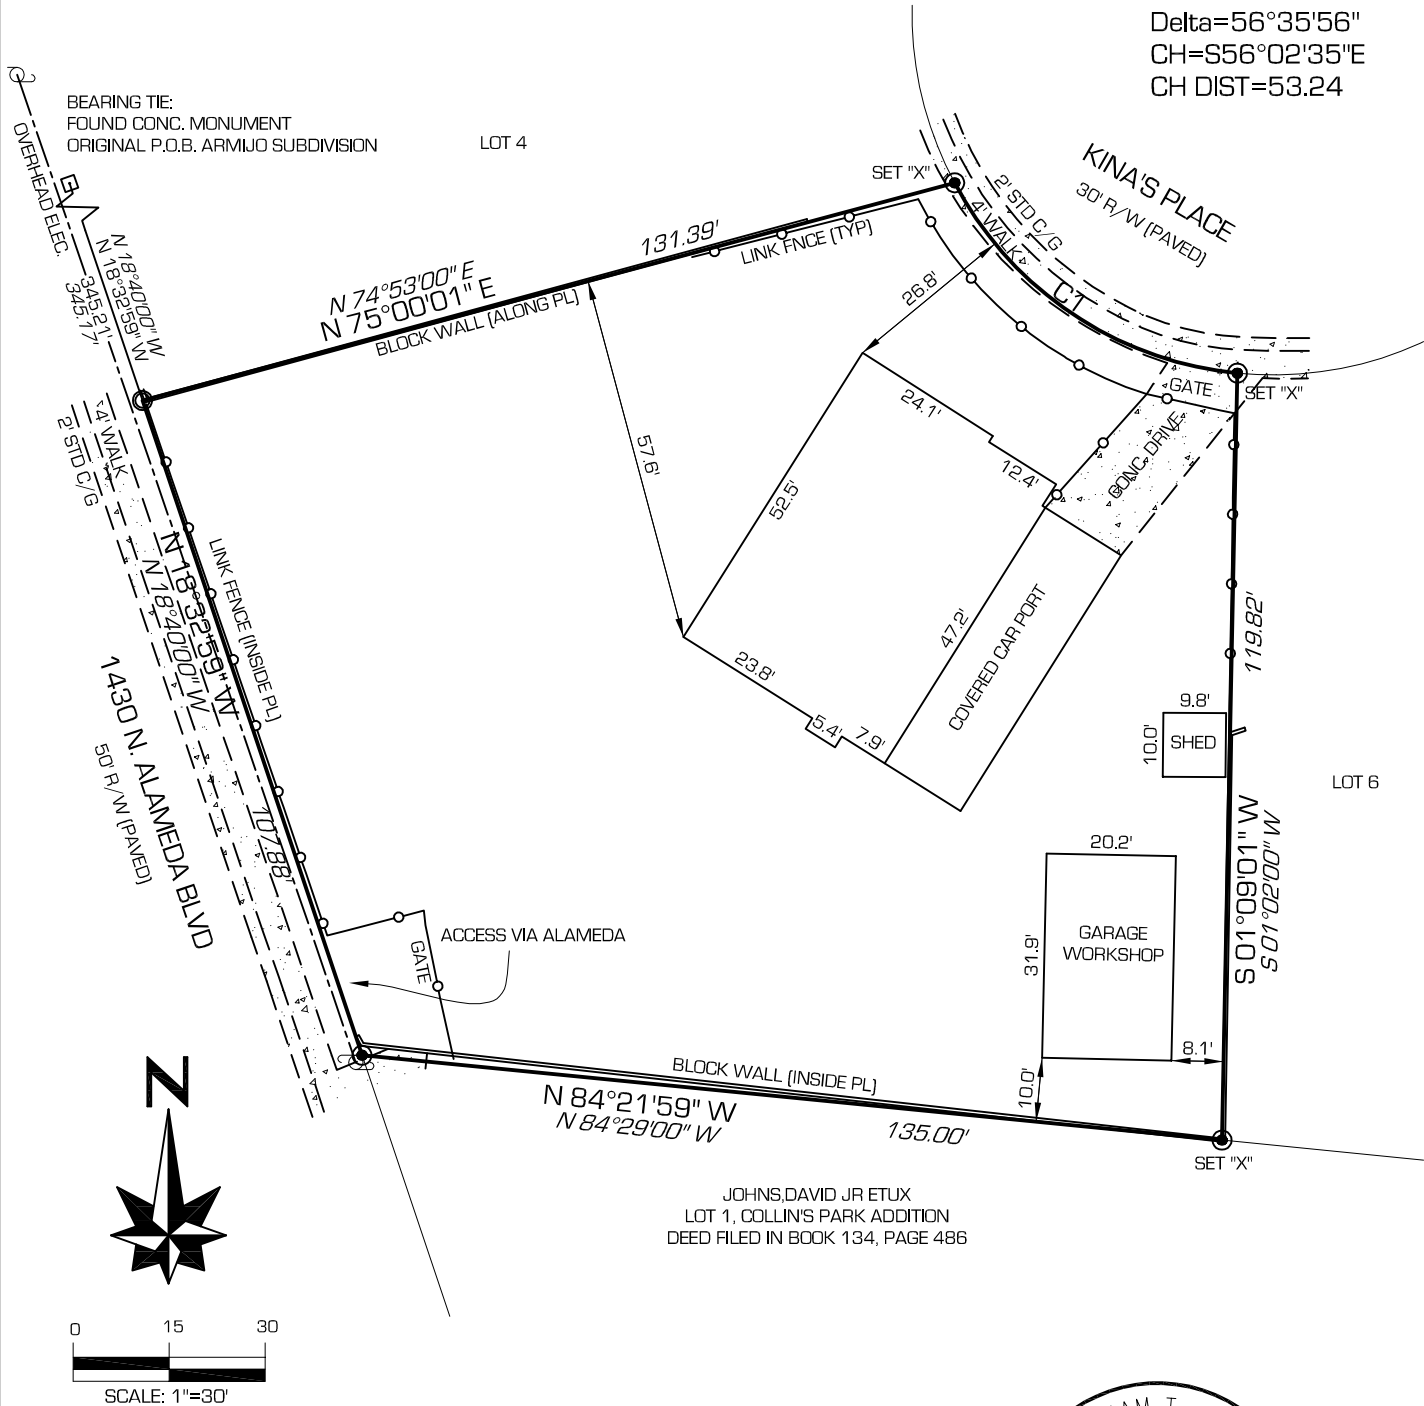 Delta=56°35'56"
CH=S56°02'35"E
CH DIST=53.24
BEARING TIE:
FOUND CONC. MONUMENT
ORIGINAL P.O.B. ARMIJO SUBDIVISION
LOT 4
OVERHEAD ELEC.
N 18°40'00" W
N 18°32'59" W
345.21'
345.77'
SET "X"
KINA'S PLACE
30' R/W (PAVED)
2' STD C/G
4' WALK
C1
131.39'
LINK FNCE (TYP)
N 74°53'00" E
N 75°00'01" E
BLOCK WALL (ALONG PL)
26.8'
GATE
SET "X"
CONC. DRIVE
24.1'
12.4'
57.6'
52.5'
47.2'
COVERED CAR PORT
23.8'
5.4'
7.9'
4' WALK
2' STD C/G
LINK FENCE (INSIDE PL)
N 18°32'59" W
N 18°40'00" W
1430 N. ALAMEDA BLVD
50' R/W (PAVED)
107.88'
119.82'
9.8'
10.0'
SHED
LOT 6
S 01°09'01" W
S 01°02'00" W
20.2'
31.9'
GARAGE
WORKSHOP
8.1'
10.0'
GATE
ACCESS VIA ALAMEDA
BLOCK WALL (INSIDE PL)
N 84°21'59" W
N 84°29'00" W
135.00'
SET "X"
JOHNS,DAVID JR ETUX
LOT 1, COLLIN'S PARK ADDITION
DEED FILED IN BOOK 134, PAGE 486
N
0 15 30
SCALE: 1"=30'